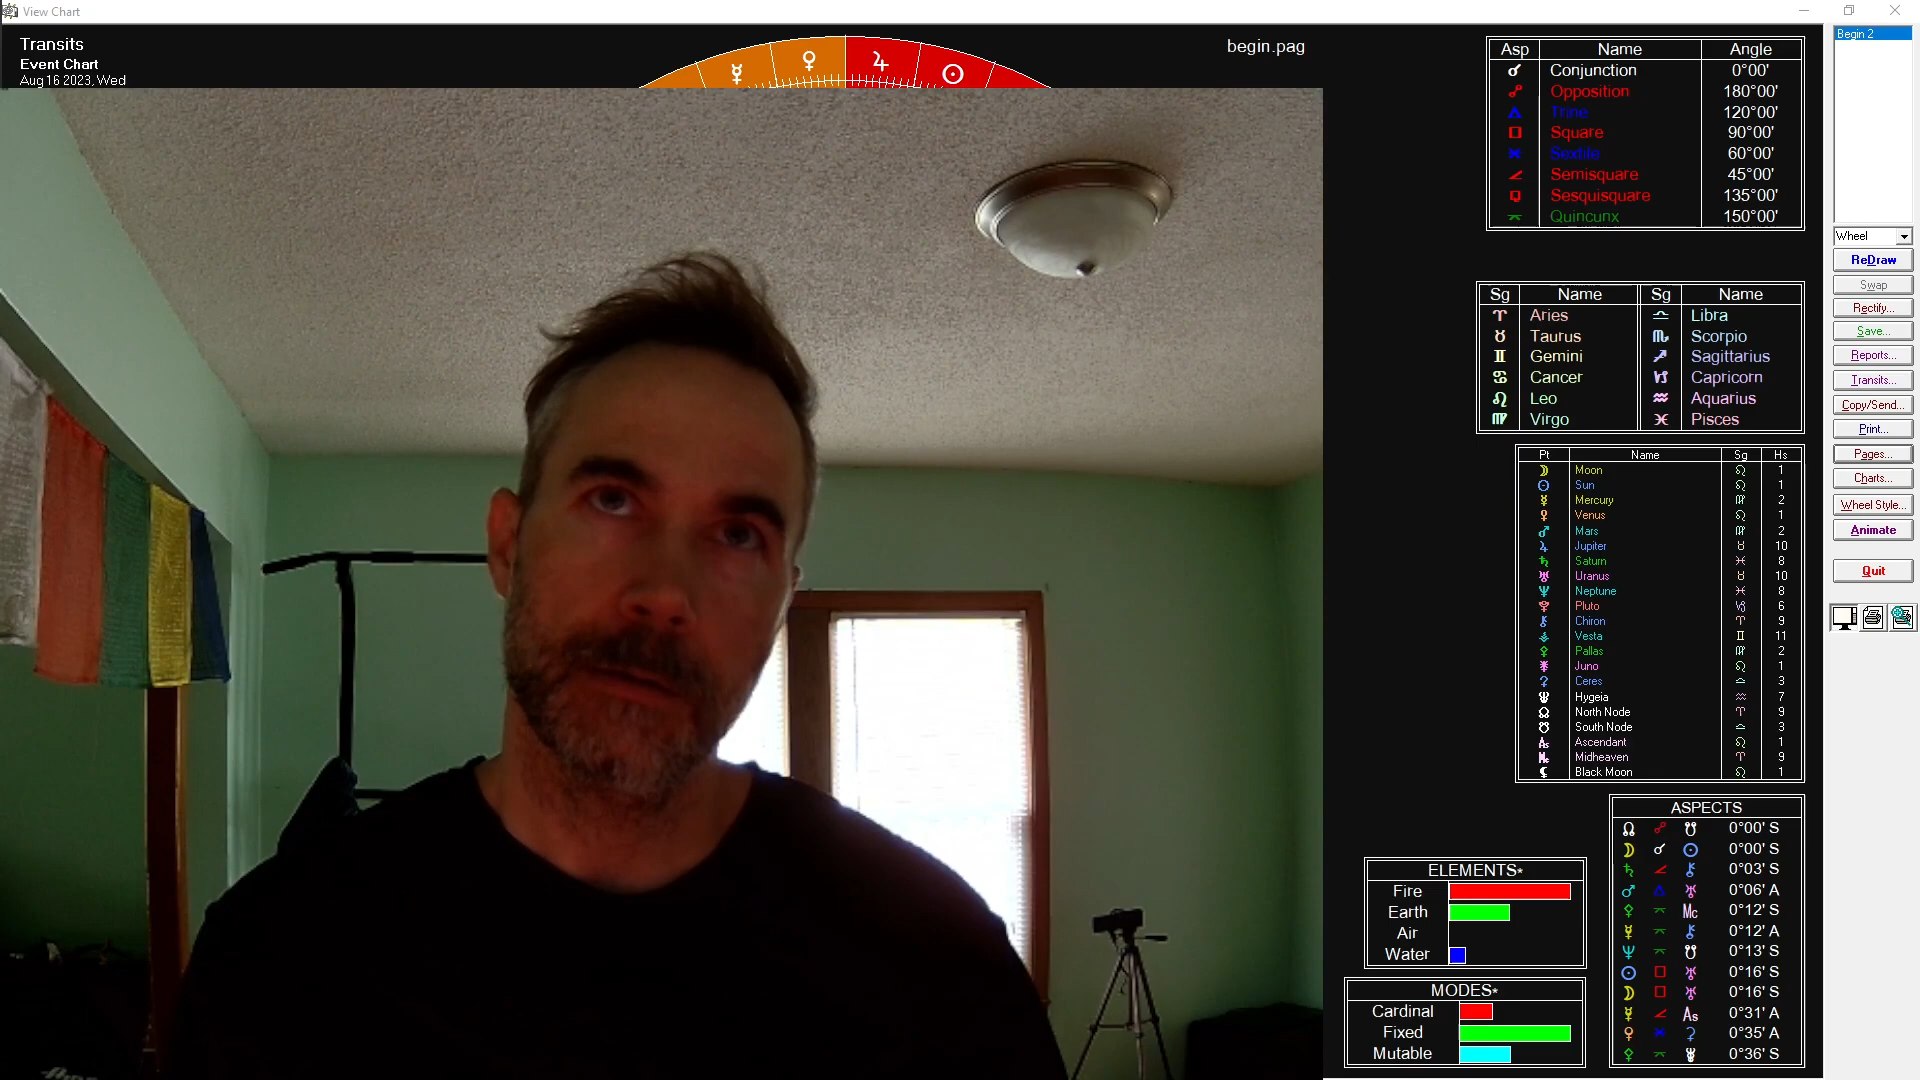 View Chart
Transits
Event Chart
Aug 16 2023, Wed
begin.pag
Asp Name Angle
Conjunction 0°00'
Opposition 180°00'
Trine 120°00'
Square 90°00'
Sextile 60°00'
Semisquare 45°00'
Sesquisquare 135°00'
Quincunx 150°00'
Sg Name Sg Name
Aries Libra
Taurus Scorpio
Gemini Sagittarius
Cancer Capricorn
Leo Aquarius
Virgo Pisces
Pt Name Sg Hs
Moon 1
Sun 1
Mercury 2
Venus 1
Mars 2
Jupiter 10
Saturn 8
Uranus 10
Neptune 8
Pluto 6
Chiron 9
Vesta 11
Pallas 2
Juno 1
Ceres 3
Hygeia 7
North Node 9
South Node 3
As Ascendant 1
Mc Midheaven 9
Black Moon 1
ELEMENTS*
Fire
Earth
Air
Water
MODES*
Cardinal
Fixed
Mutable
ASPECTS
0°00' S
0°00' S
0°03' S
0°06' A
Mc 0°12' S
0°12' A
0°13' S
0°16' S
0°16' S
As 0°31' A
0°35' A
0°36' S
Begin 2
Wheel
ReDraw
Swap
Rectify...
Save...
Reports...
Transits...
Copy/Send...
Print...
Pages...
Charts...
Wheel Style...
Animate
Quit